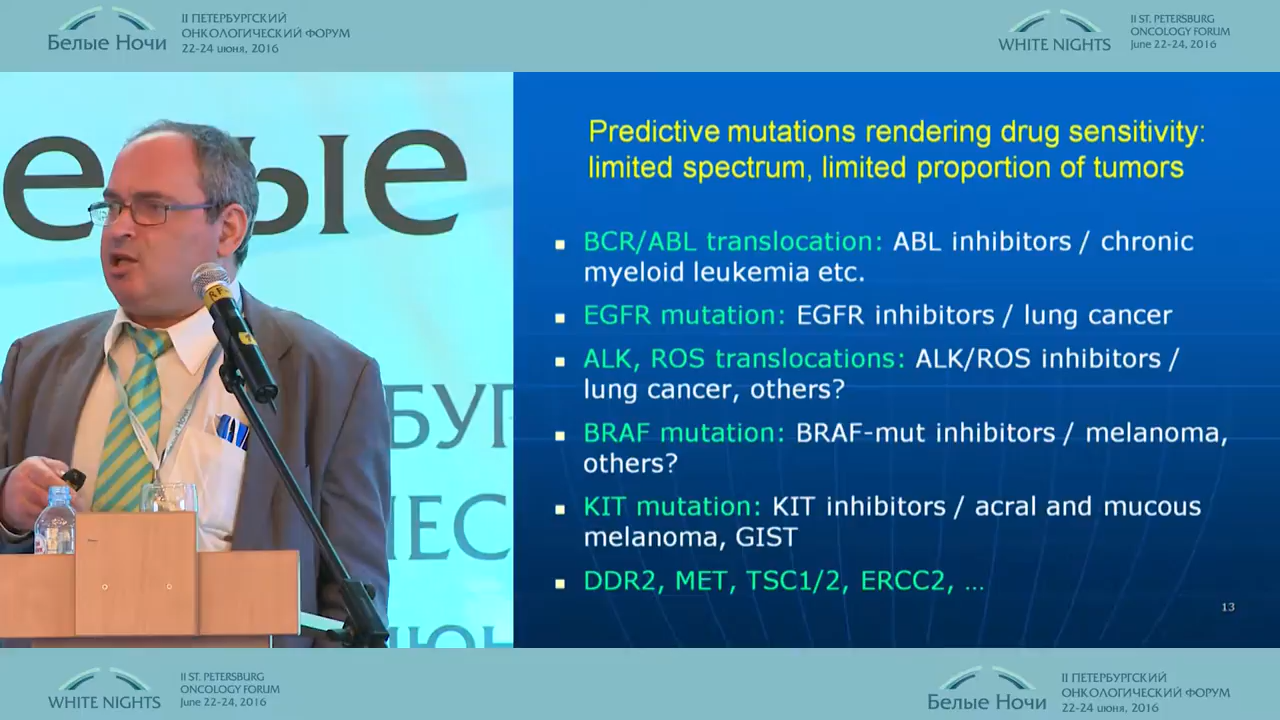 Белые Ночи
II ПЕТЕРБУРГСКИЙ
ОНКОЛОГИЧЕСКИЙ ФОРУМ
22-24 июня, 2016
WHITE NIGHTS
II ST. PETERSBURG
ONCOLOGY FORUM
June 22-24, 2016
елые
БУР
ЧЕС
ИЮН
Predictive mutations rendering drug sensitivity:
limited spectrum, limited proportion of tumors
BCR/ABL translocation: ABL inhibitors / chronic
myeloid leukemia etc.
EGFR mutation: EGFR inhibitors / lung cancer
ALK, ROS translocations: ALK/ROS inhibitors /
lung cancer, others?
BRAF mutation: BRAF-mut inhibitors / melanoma,
others?
KIT mutation: KIT inhibitors / acral and mucous
melanoma, GIST
DDR2, MET, TSC1/2, ERCC2, ...
13
WHITE NIGHTS
II ST. PETERSBURG
ONCOLOGY FORUM
June 22-24, 2016
Белые Ночи
II ПЕТЕРБУРГСКИЙ
ОНКОЛОГИЧЕСКИЙ ФОРУМ
22-24 июня, 2016